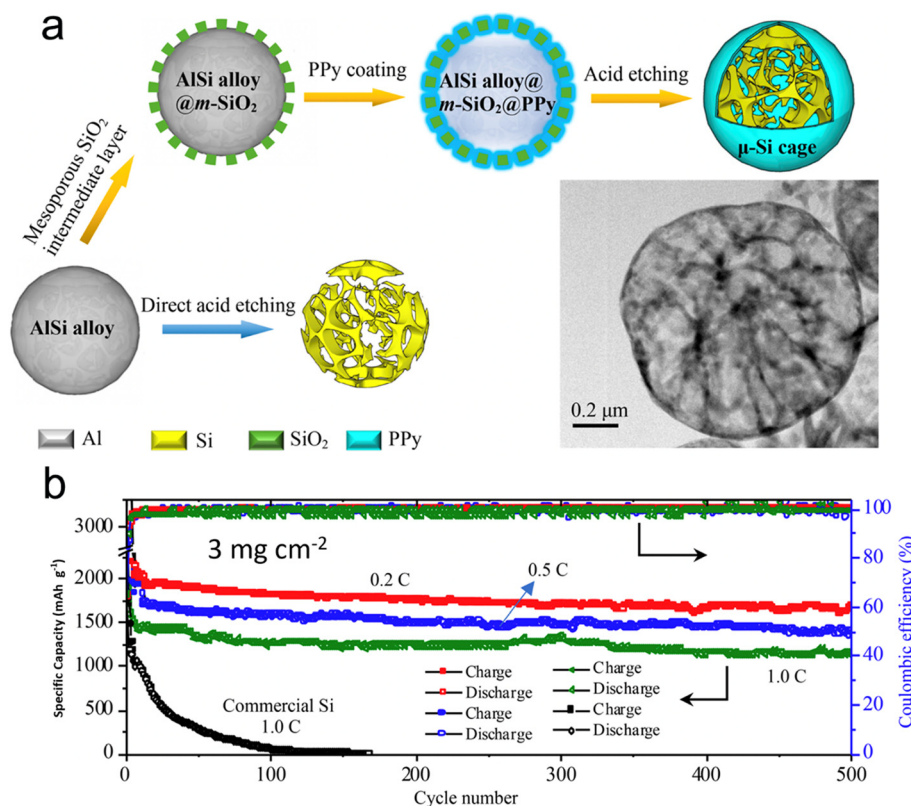 a
AlSi alloy
@m-SiO₂
PPy coating
AlSi alloy@
m-SiO₂@PPy
Acid etching
μ-Si cage
Mesoporous SiO₂
intermediate layer
AlSi alloy
Direct acid etching
0.2 μm
Al
Si
SiO₂
PPy
b
3 mg cm⁻²
0.2 C
0.5 C
1.0 C
Commercial Si
1.0 C
Charge
Discharge
Charge
Discharge
Charge
Discharge
Charge
Discharge
Specific Capacity (mAh g⁻¹)
3300
2000
1750
1500
1250
1000
500
250
0
Coulombic efficiency (%)
100
80
60
40
20
0
0
100
200
300
400
500
Cycle number